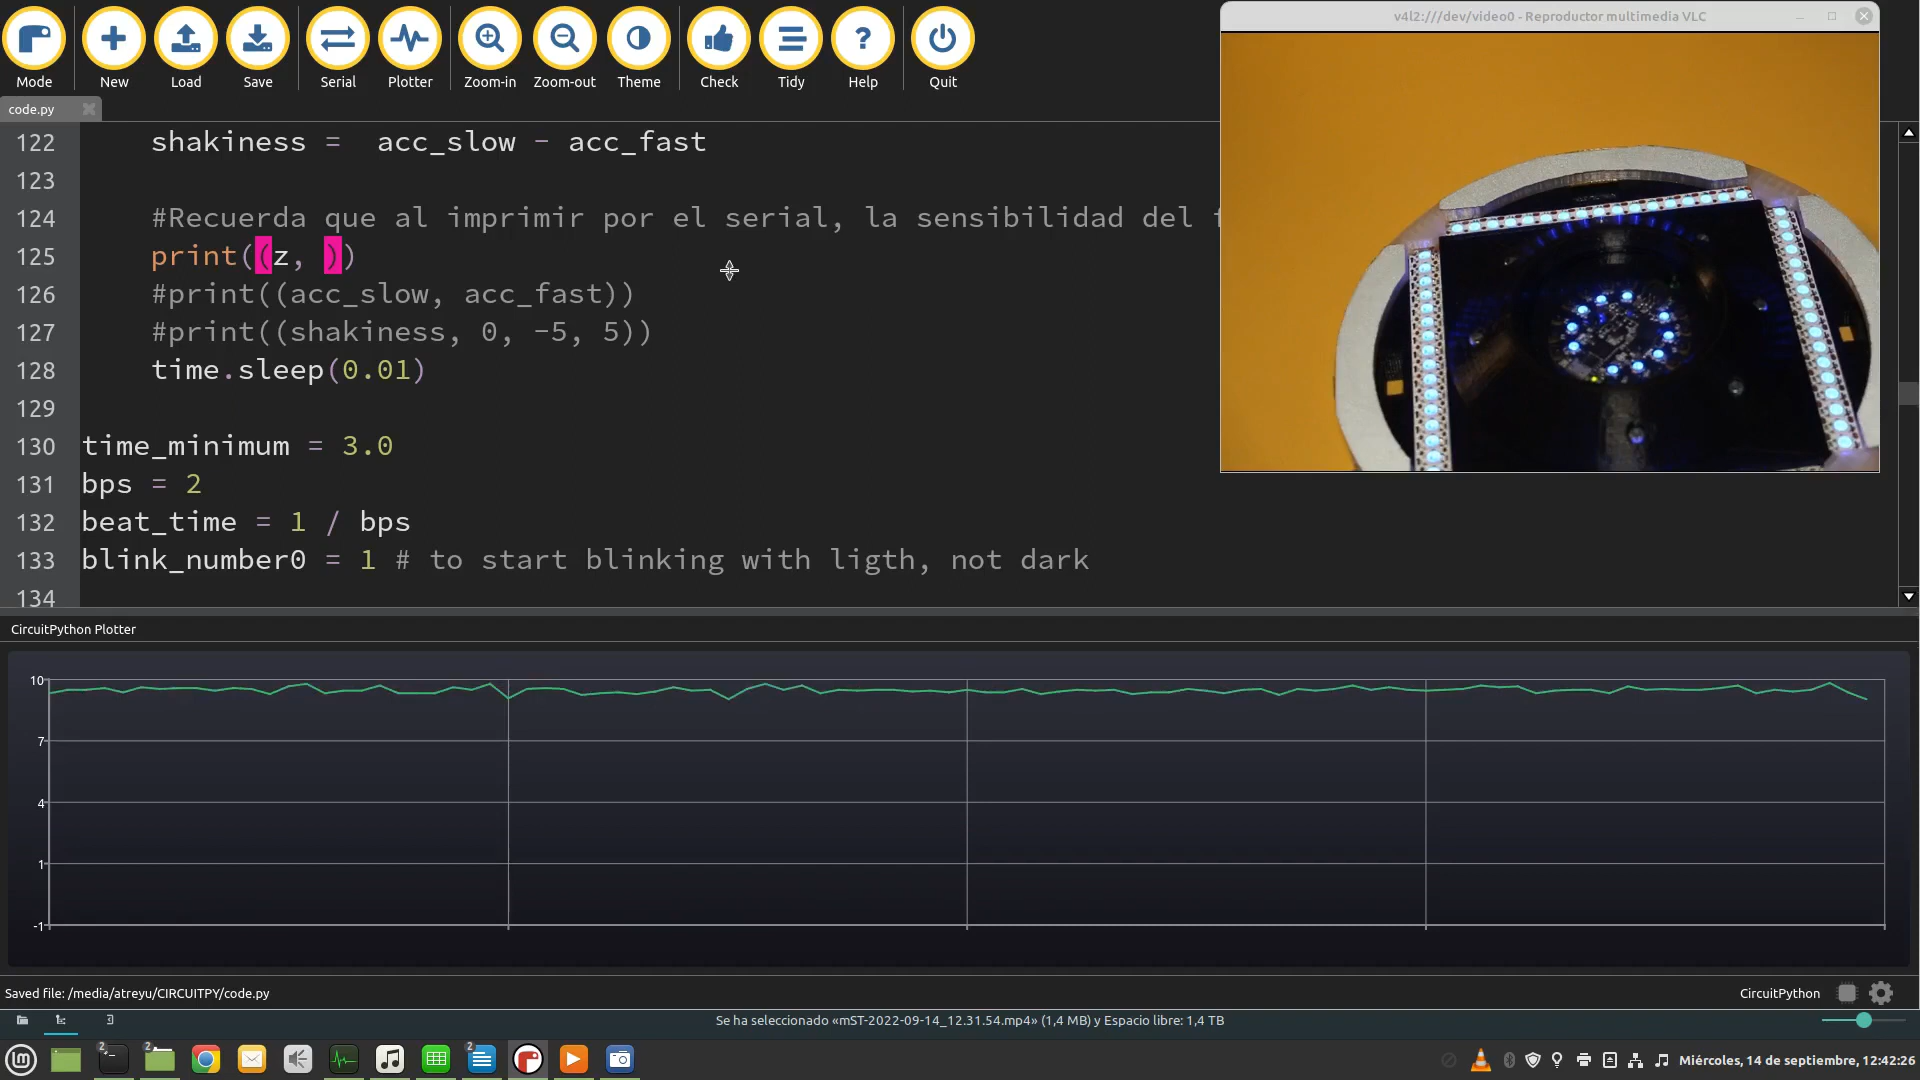 v4l2:///dev/video0 - Reproductor multimedia VLC
Mode
New
Load
Save
Serial
Plotter
Zoom-in
Zoom-out
Theme
Check
Tidy
Help
Quit
code.py
122 shakiness =  acc_slow - acc_fast
123
124 #Recuerda que al imprimir por el serial, la sensibilidad del
125 print((z, ))
126 #print((acc_slow, acc_fast))
127 #print((shakiness, 0, -5, 5))
128 time.sleep(0.01)
129
130 time_minimum = 3.0
131 bps = 2
132 beat_time = 1 / bps
133 blink_number0 = 1 # to start blinking with ligth, not dark
134
CircuitPython Plotter
10
7
4
1
-1
Saved file: /media/atreyu/CIRCUITPY/code.py
CircuitPython
Se ha seleccionado «mST-2022-09-14_12.31.54.mp4» (1,4 MB) y Espacio libre: 1,4 TB
2
2
2
Miércoles, 14 de septiembre, 12:42:26